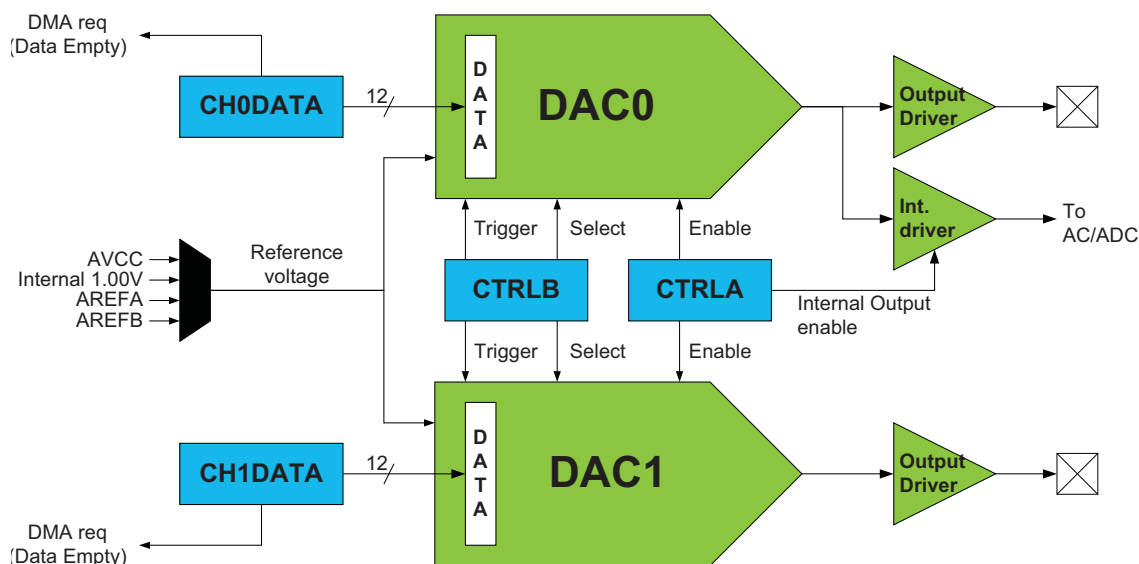 DMA req
(Data Empty)
CH0DATA
12
DATA
DAC0
Output
Driver
Int.
driver
To
AC/ADC
Trigger
Select
Enable
AVCC
Internal 1.00V
AREFA
AREFB
Reference
voltage
CTRLB
CTRLA
Internal Output
enable
Trigger
Select
Enable
CH1DATA
12
DATA
DAC1
Output
Driver
DMA req
(Data Empty)